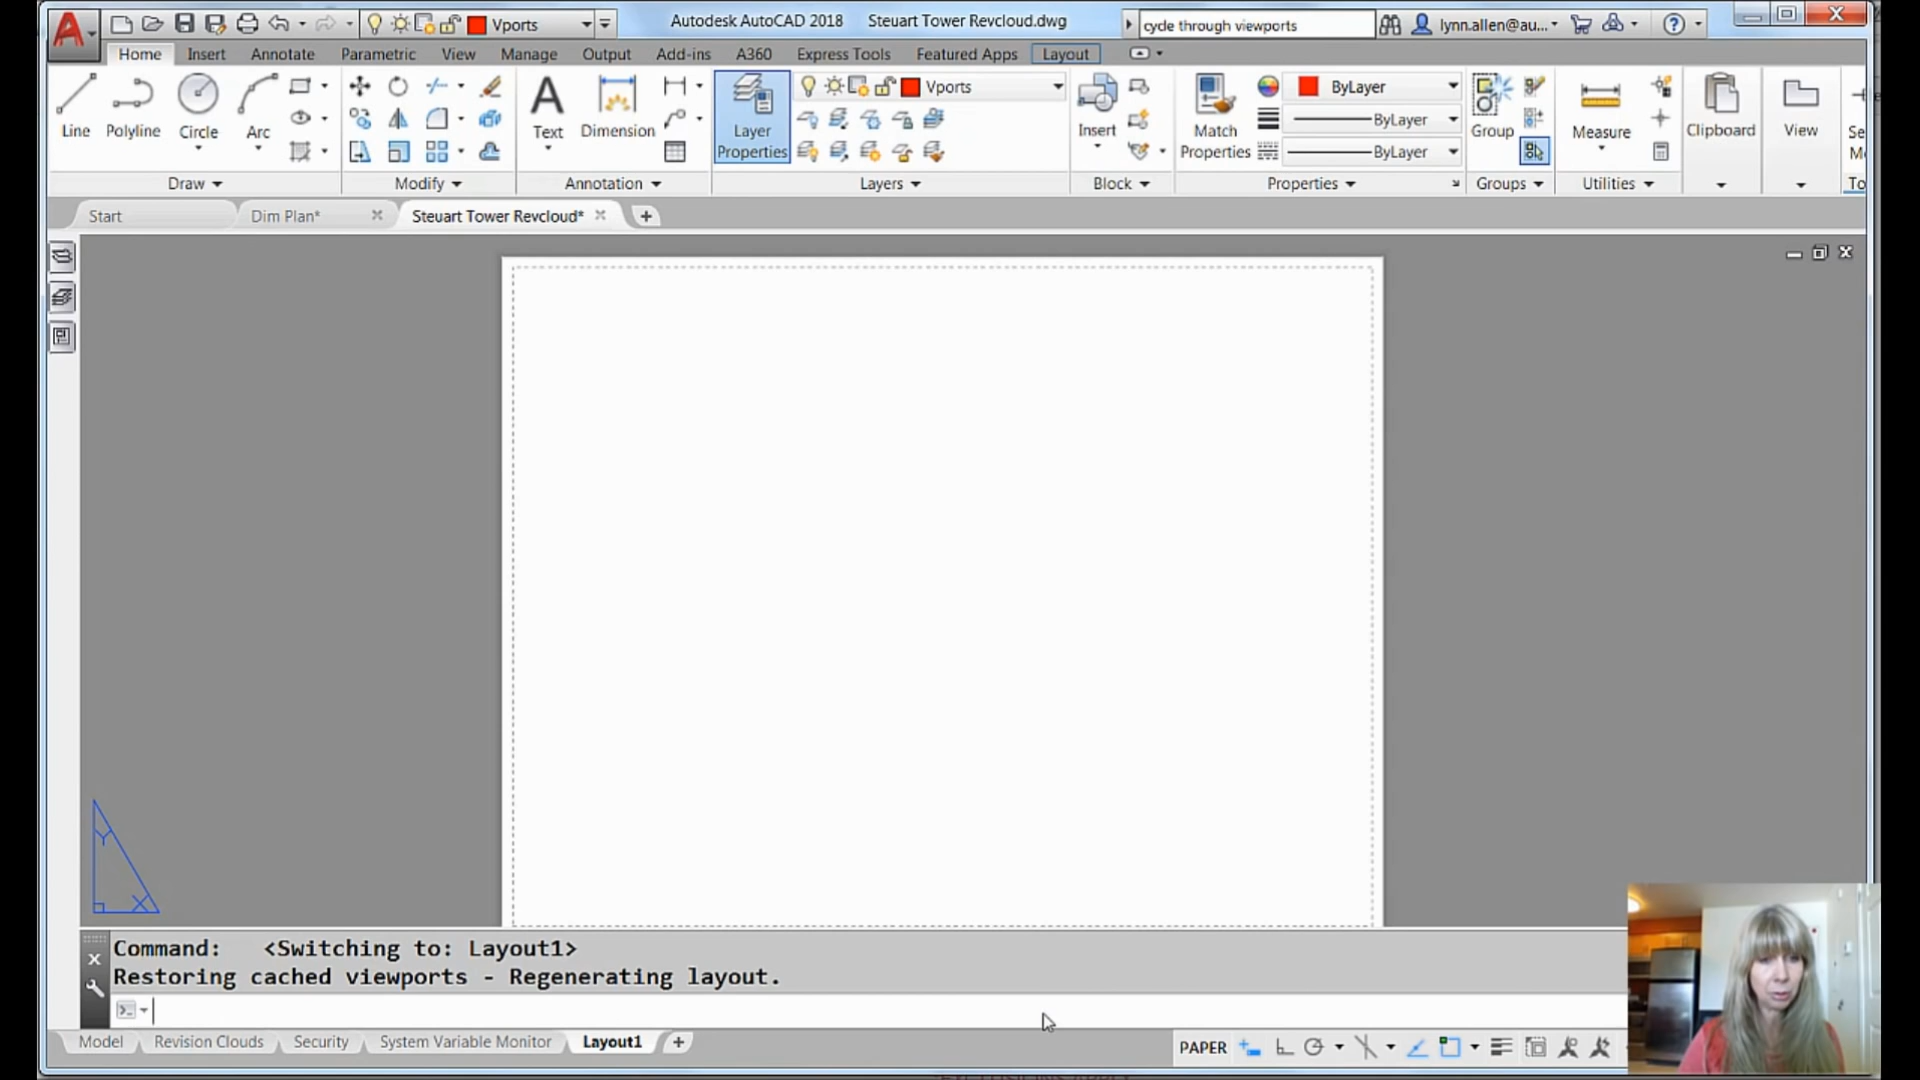 Vports
Autodesk AutoCAD 2018 Steuart Tower Revcloud.dwg
cycle through viewports
lynn.allen@au...
Home Insert Annotate Parametric View Manage Output Add-ins A360 Express Tools Featured Apps Layout
Line Polyline Circle Arc
Text Dimension
Layer Properties
Vports
Insert
Match Properties
ByLayer
ByLayer
ByLayer
Group
Measure
Clipboard
View
Draw Modify Annotation Layers Block Properties Groups Utilities
Start Dim Plan* Steuart Tower Revcloud*
Y
X
Command: <Switching to: Layout1>
Restoring cached viewports - Regenerating layout.
Model Revision Clouds Security System Variable Monitor Layout1
PAPER